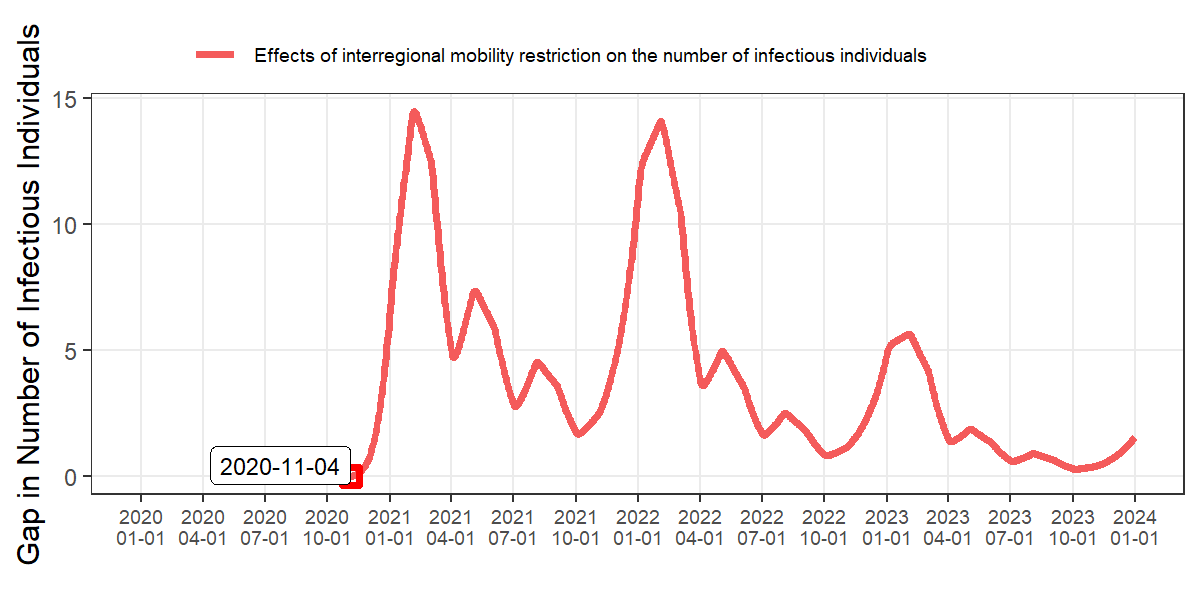 Effects of interregional mobility restriction on the number of infectious individuals
Gap in Number of Infectious Individuals
15
10
5
0
2020-11-04
2020 2020 2020 2020 2021 2021 2021 2021 2022 2022 2022 2022 2023 2023 2023 2023 2024
01-01 04-01 07-01 10-01 01-01 04-01 07-01 10-01 01-01 04-01 07-01 10-01 01-01 04-01 07-01 10-01 01-01